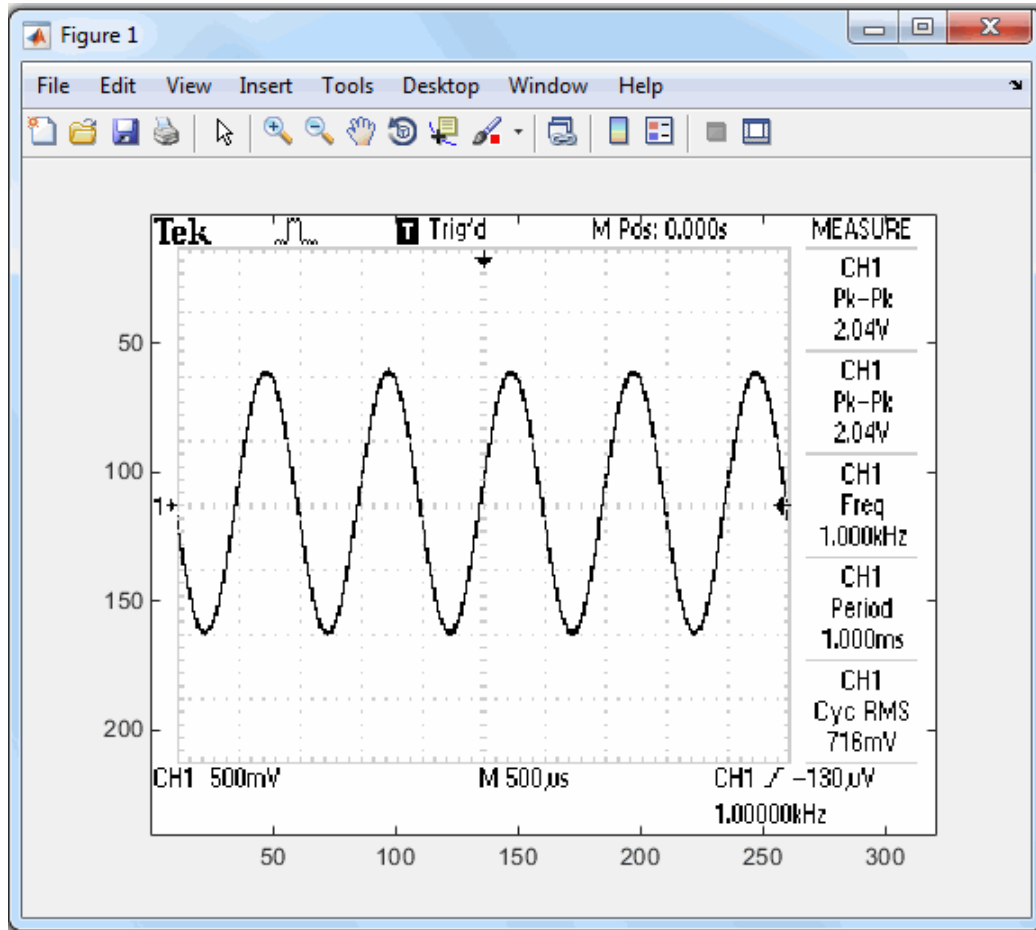 Figure 1
File Edit View Insert Tools Desktop Window Help
Tek T Trig'd M Pos: 0.000s MEASURE
CH1
Pk-Pk
2.04V
CH1
Pk-Pk
2.04V
CH1
Freq
1.000kHz
CH1
Period
1.000ms
CH1
Cyc RMS
716mV
50
100
150
200
1
CH1 500mV M 500µs CH1 -130µV
1.00000kHz
50 100 150 200 250 300